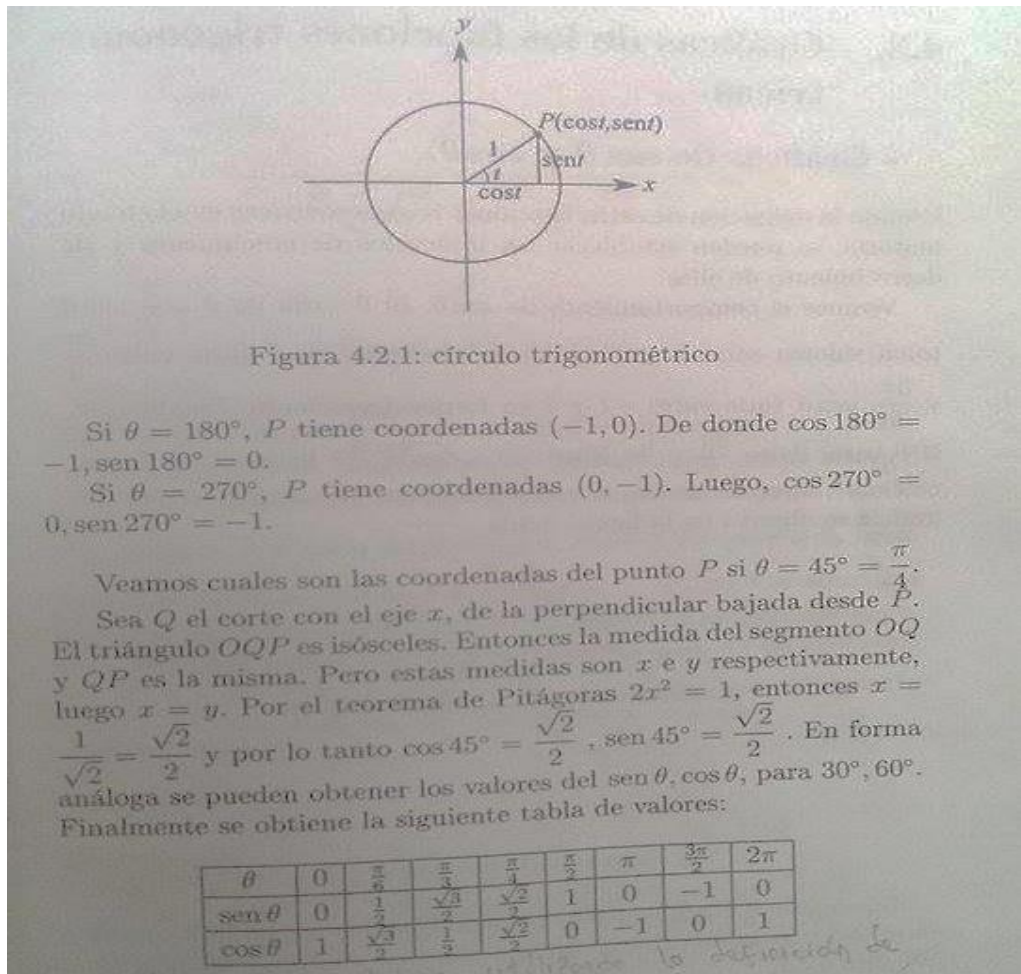 y
P(cost,sent)
1
sent
t
cost
x
Figura 4.2.1: círculo trigonométrico
Si θ = 180°, P tiene coordenadas (−1, 0). De donde cos 180° =
−1, sen 180° = 0.
Si θ = 270°, P tiene coordenadas (0, −1). Luego, cos 270° =
0, sen 270° = −1.
Veamos cuales son las coordenadas del punto P si θ = 45° = π/4.
Sea Q el corte con el eje x, de la perpendicular bajada desde P.
El triángulo OQP es isósceles. Entonces la medida del segmento OQ
y QP es la misma. Pero estas medidas son x e y respectivamente,
luego x = y. Por el teorema de Pitágoras 2x² = 1, entonces x =
1/√2 = √2/2 y por lo tanto cos 45° = √2/2 , sen 45° = √2/2 . En forma
análoga se pueden obtener los valores del sen θ, cos θ, para 30°, 60°.
Finalmente se obtiene la siguiente tabla de valores:
θ 0 π/6 π/3 π/4 π/2 π 3π/2 2π
sen θ 0 1/2 √3/2 √2/2 1 0 −1 0
cos θ 1 √3/2 1/2 √2/2 0 −1 0 1
la definición de